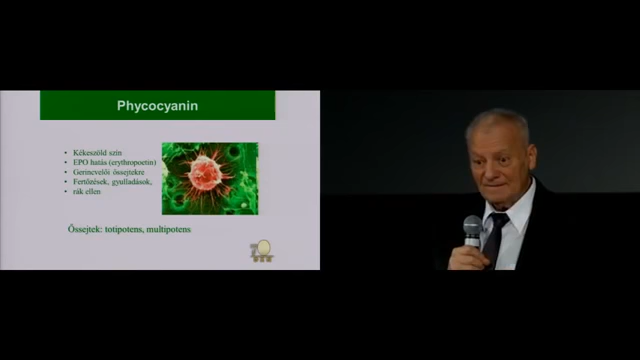 Phycocyanin
• Kékeszöld szín
• EPO hatás (erythropoetin)
• Gerincvelői őssejtekre
• Fertőzések, gyulladások,
• rák ellen
Őssejtek: totipotens, multipotens